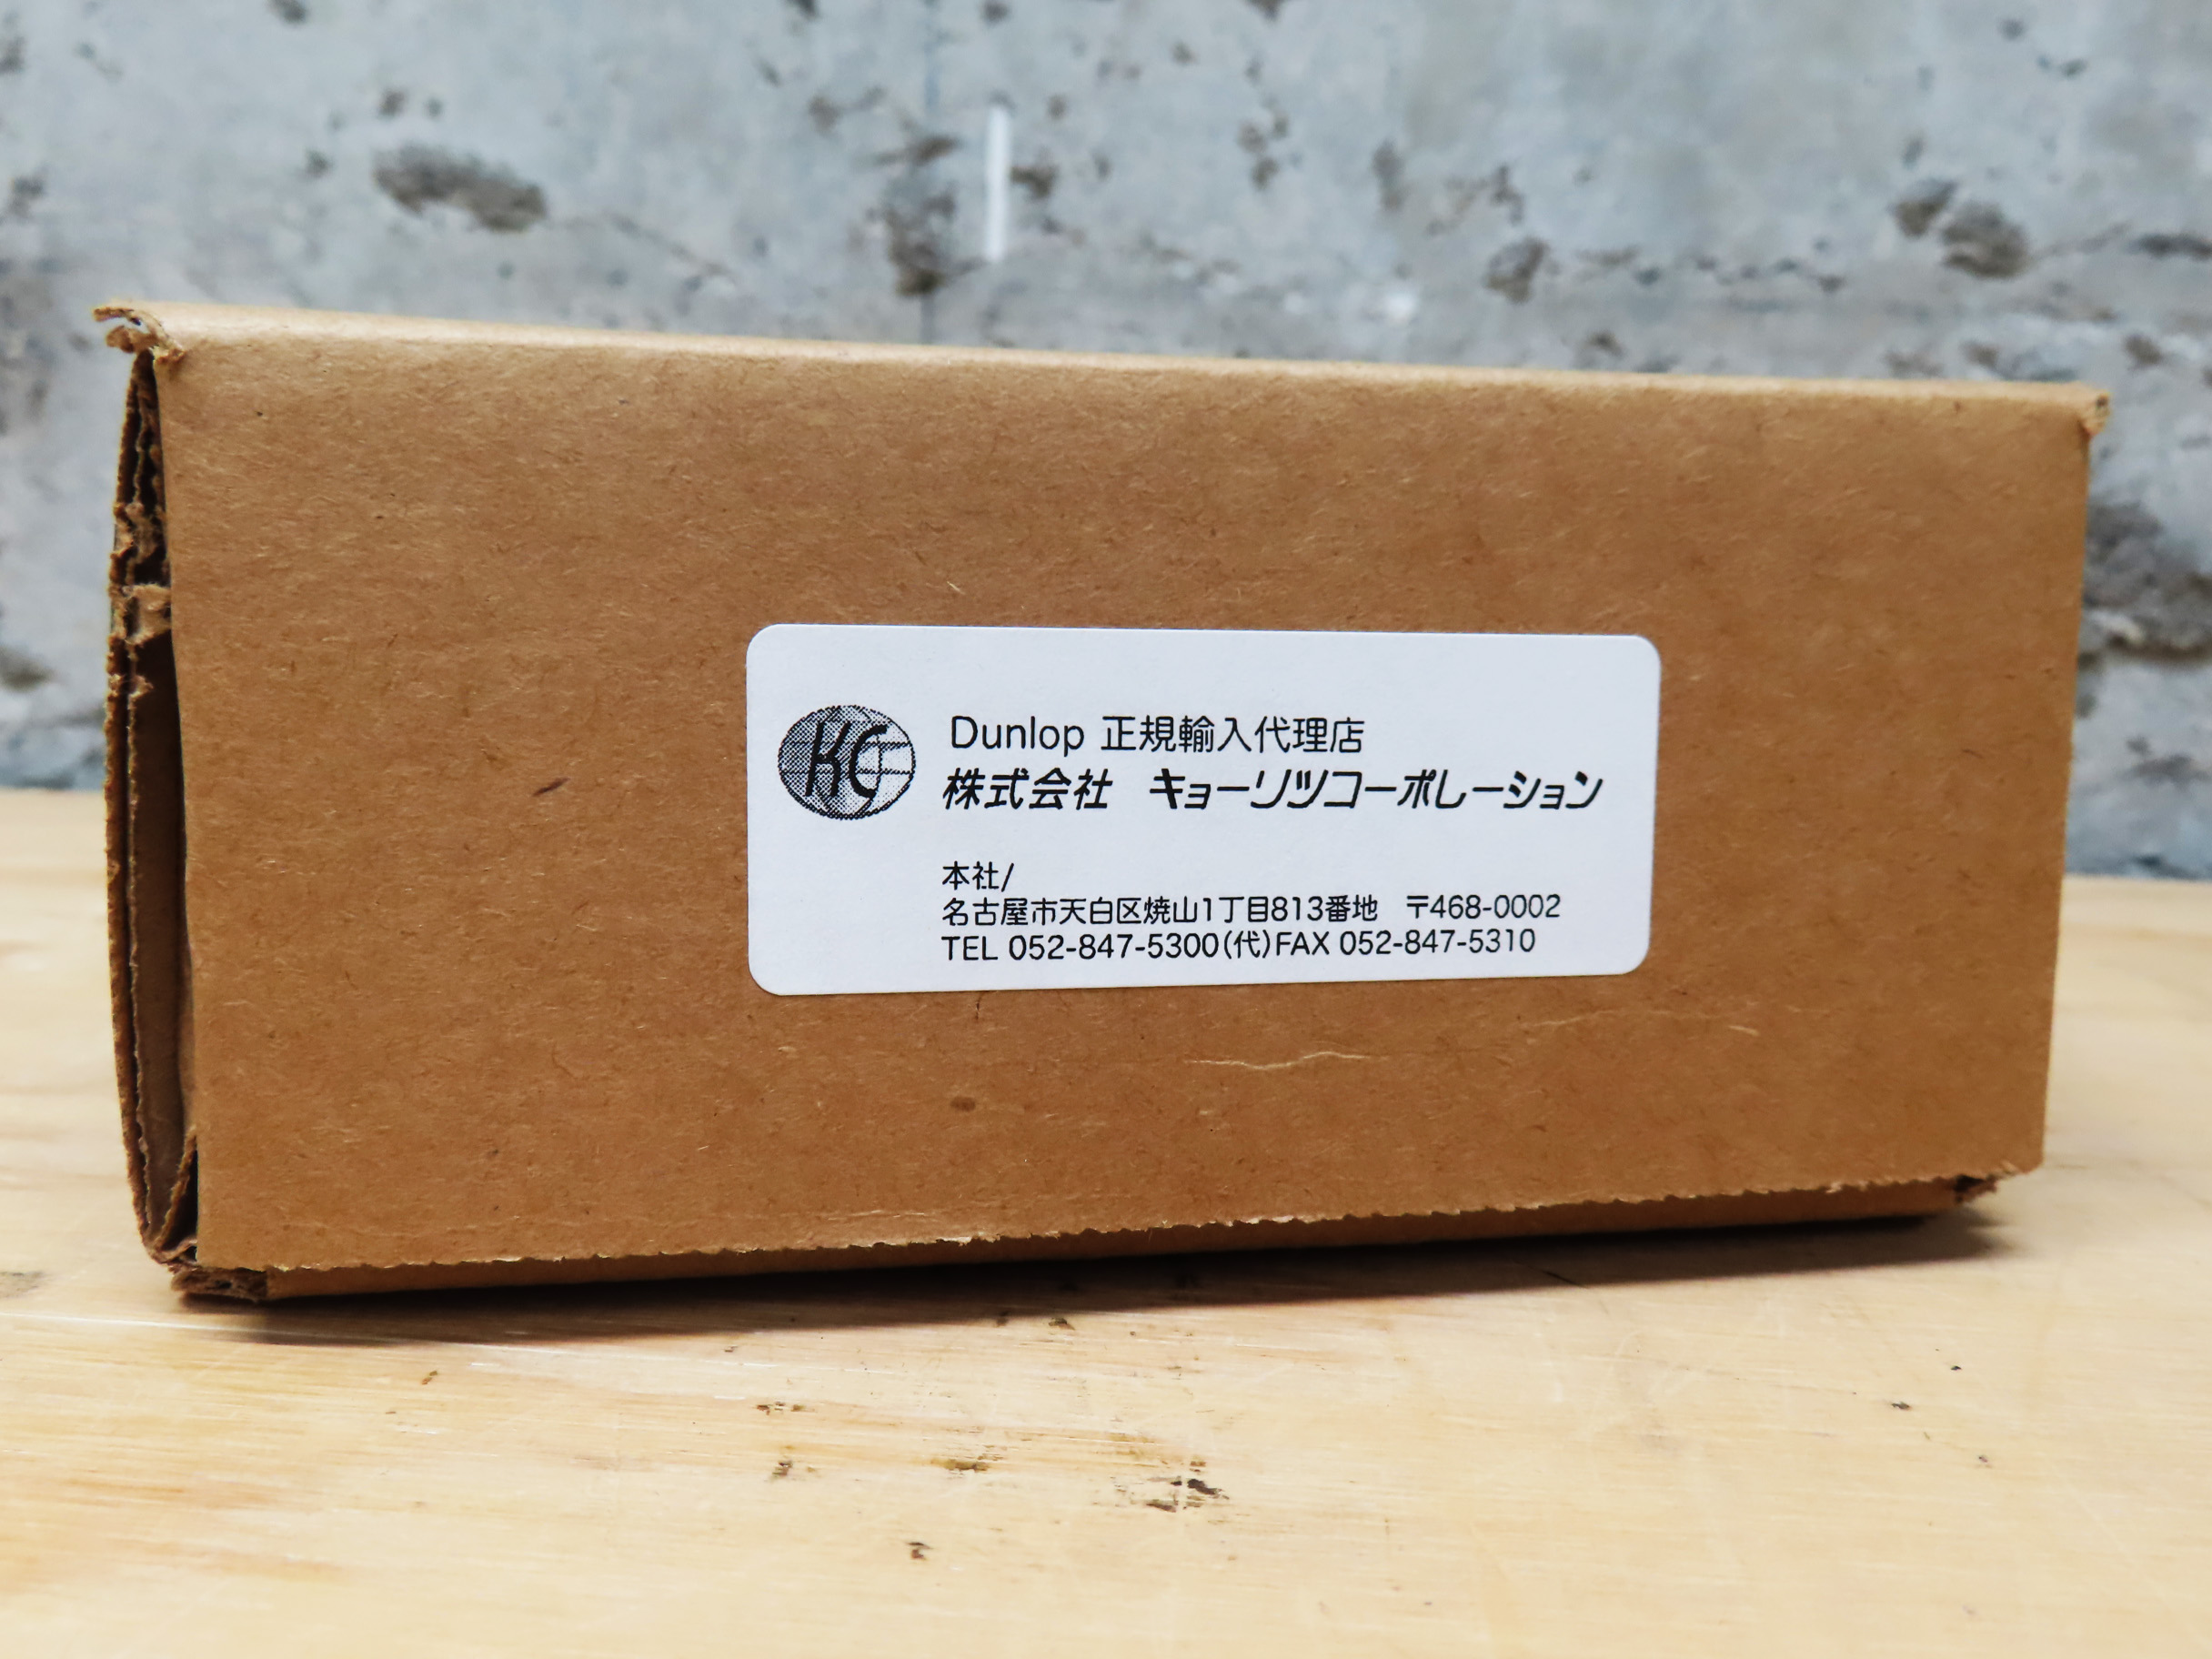 KC
Dunlop 正規輸入代理店
株式会社　キョーリツコーポレーション
本社/
名古屋市天白区焼山1丁目813番地　〒468-0002
TEL 052-847-5300(代)FAX 052-847-5310